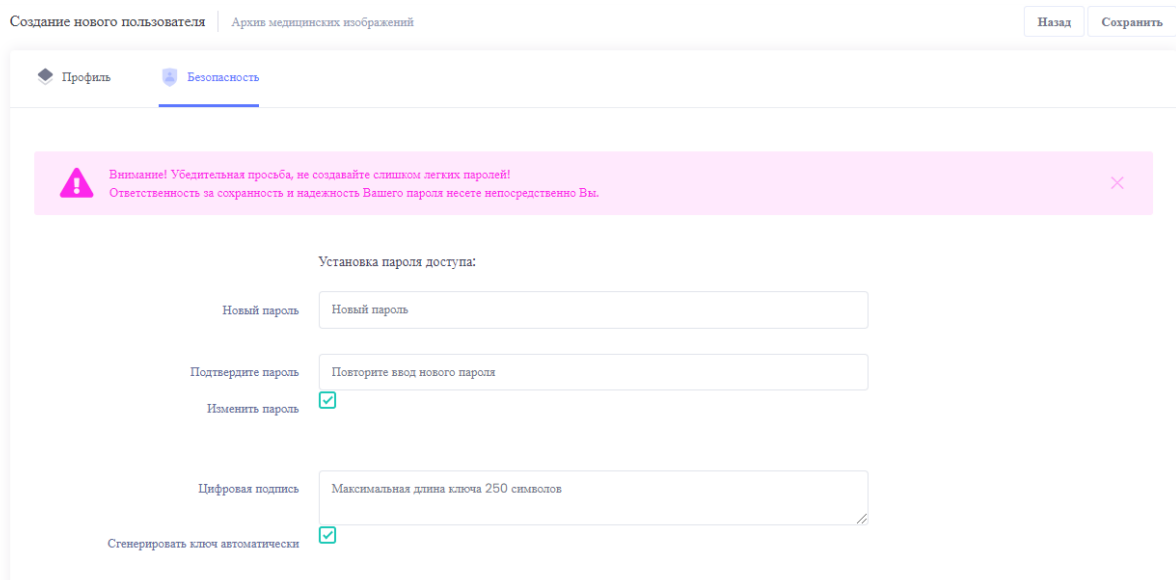 Создание нового пользователя Архив медицинских изображений Назад Сохранить
Профиль Безопасность
Внимание! Убедительная просьба, не создавайте слишком легких паролей!
Ответственность за сохранность и надежность Вашего пароля несете непосредственно Вы.
Установка пароля доступа:
Новый пароль Новый пароль
Подтвердите пароль Повторите ввод нового пароля
Изменить пароль
Цифровая подпись Максимальная длина ключа 250 символов
Сгенерировать ключ автоматически